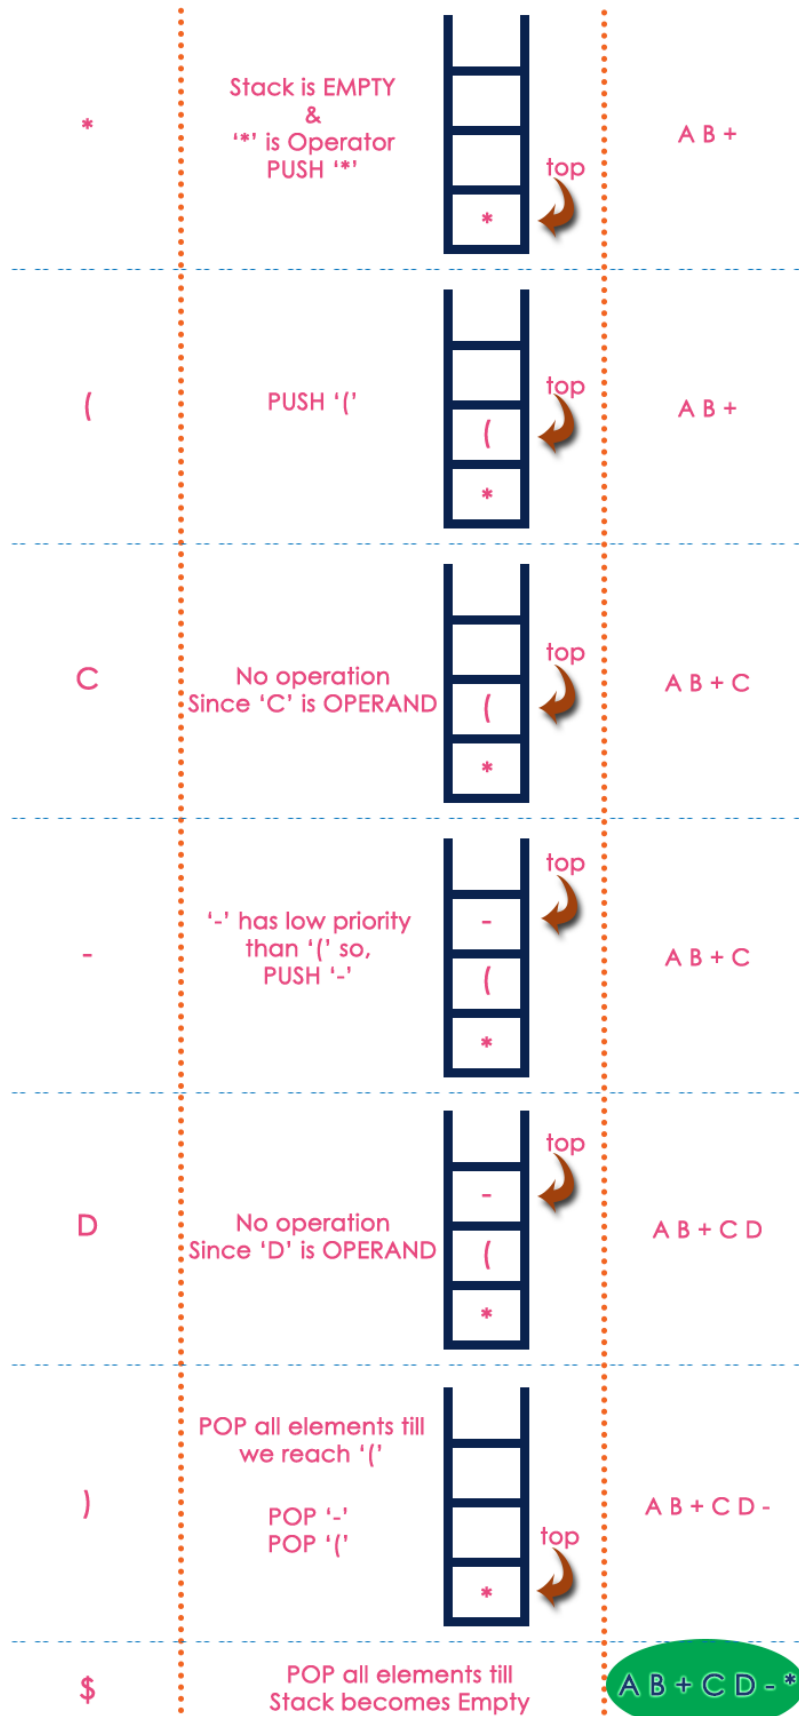 *
Stack is EMPTY
&
‘*’ is Operator
PUSH ‘*’
top
*
A B +
(
PUSH ‘(’
top
(
*
A B +
C
No operation
Since ‘C’ is OPERAND
top
(
*
A B + C
-
‘-’ has low priority
than ‘(’ so,
PUSH ‘-’
top
-
(
*
A B + C
D
No operation
Since ‘D’ is OPERAND
top
-
(
*
A B + C D
)
POP all elements till
we reach ‘(’
POP ‘-’
POP ‘(’
top
*
A B + C D -
$
POP all elements till
Stack becomes Empty
A B + C D - *